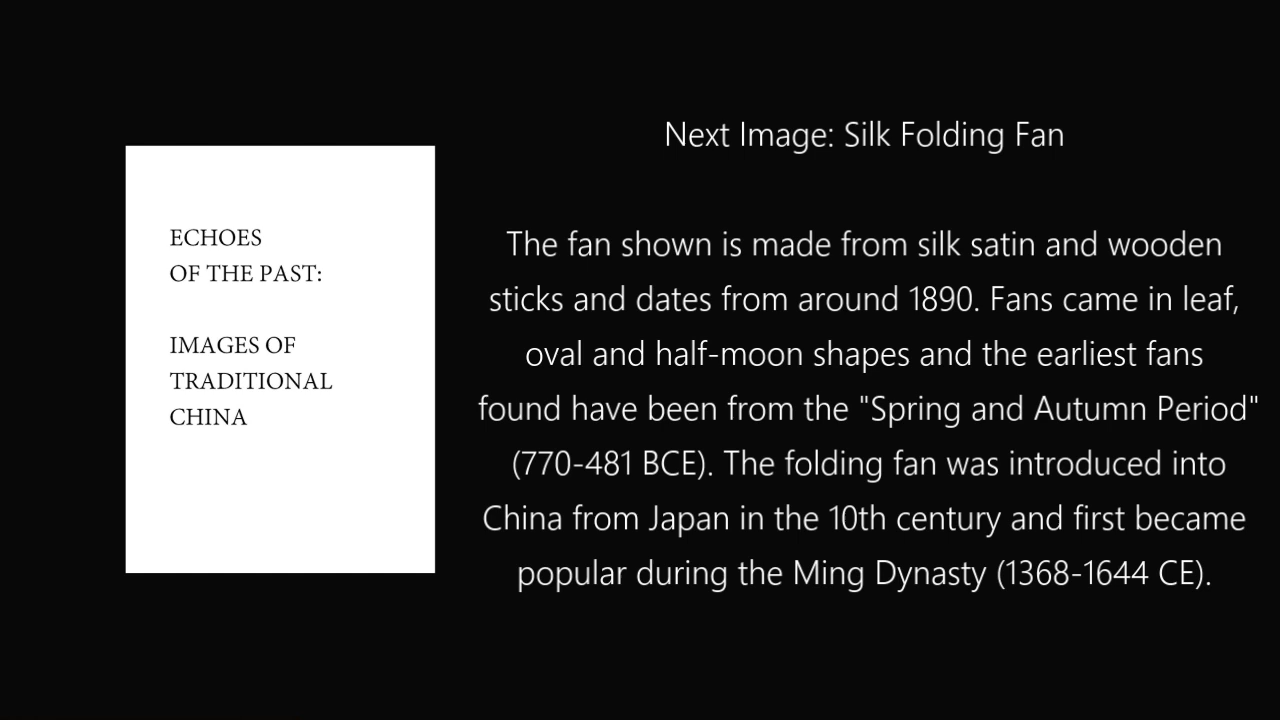 ECHOES
OF THE PAST:
IMAGES OF
TRADITIONAL
CHINA
Next Image: Silk Folding Fan
The fan shown is made from silk satin and wooden
sticks and dates from around 1890. Fans came in leaf,
oval and half-moon shapes and the earliest fans
found have been from the "Spring and Autumn Period"
(770-481 BCE). The folding fan was introduced into
China from Japan in the 10th century and first became
popular during the Ming Dynasty (1368-1644 CE).